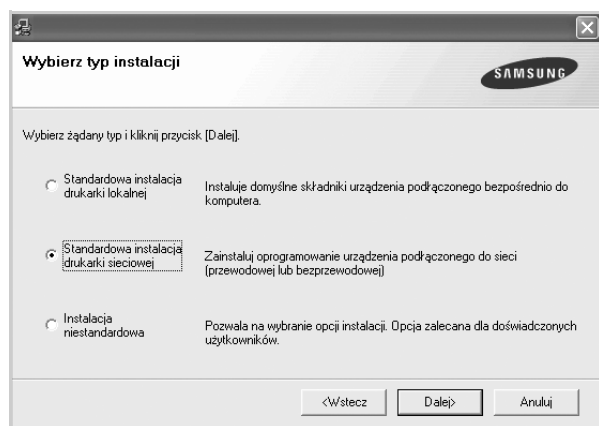 Wybierz typ instalacji
SAMSUNG
Wybierz żądany typ i kliknij przycisk [Dalej].
Standardowa instalacja
drukarki lokalnej
Instaluje domyślne składniki urządzenia podłączonego bezpośrednio do
komputera.
Standardowa instalacja
drukarki sieciowej
Zainstaluj oprogramowanie urządzenia podłączonego do sieci
(przewodowej lub bezprzewodowej)
Instalacja
niestandardowa
Pozwala na wybranie opcji instalacji. Opcja zalecana dla doświadczonych
użytkowników.
<Wstecz
Dalej>
Anuluj